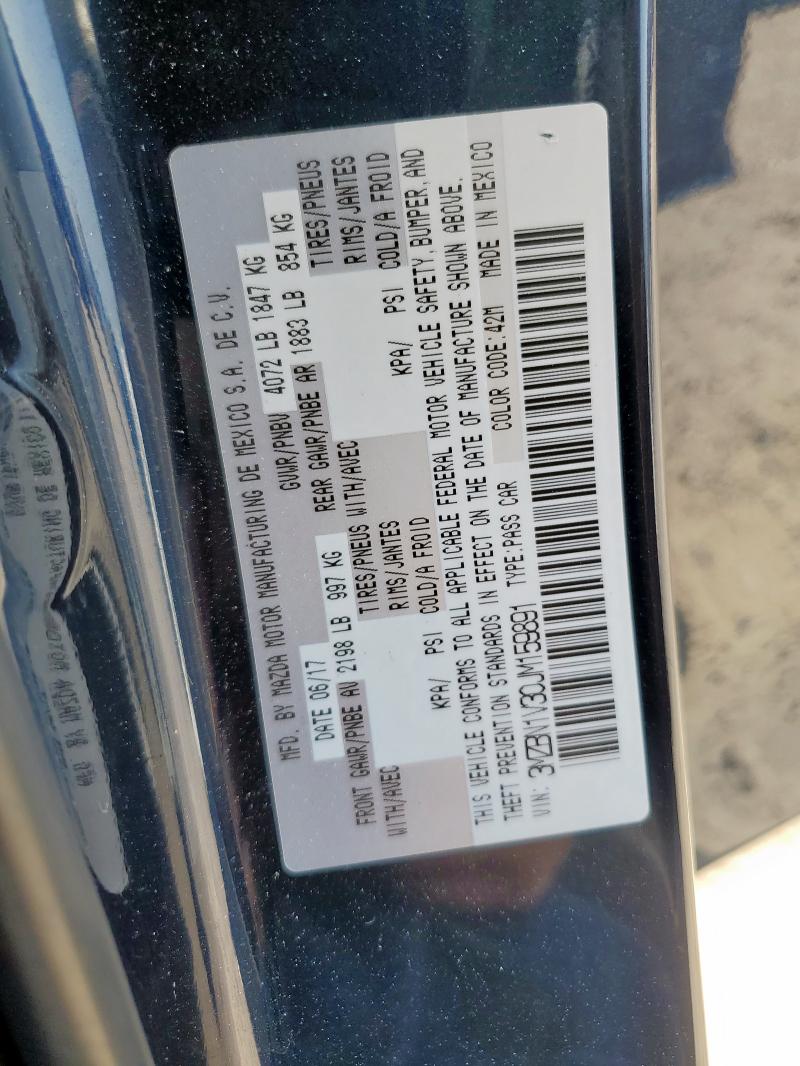 MFD. BY MAZDA MOTOR MANUFACTURING DE MEXICO S.A. DE C.V.
DATE 06/17 GVWR/PNBV 4072 LB 1847 KG
FRONT GAWR/PNBE AV 2198 LB 997 KG REAR GAWR/PNBE AR 1883 LB 854 KG
WITH/AVEC TIRES/PNEUS WITH/AVEC TIRES/PNEUS
RIMS/JANTES RIMS/JANTES
KPA/ PSI COLD/A FROID KPA/ PSI COLD/A FROID
THIS VEHICLE CONFORMS TO ALL APPLICABLE FEDERAL MOTOR VEHICLE SAFETY, BUMPER, AND
THEFT PREVENTION STANDARDS IN EFFECT ON THE DATE OF MANUFACTURE SHOWN ABOVE.
VIN: 3MZBN1V30JM159891 TYPE:PASS CAR COLOR CODE:42M MADE IN MEXICO